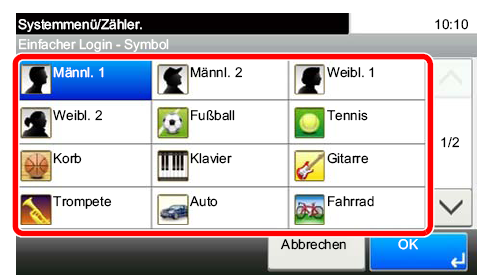 Systemmenü/Zähler. 10:10
Einfacher Login - Symbol
Männl. 1 Männl. 2 Weibl. 1
Weibl. 2 Fußball Tennis
1/2
Korb Klavier Gitarre
Trompete Auto Fahrrad
Abbrechen OK